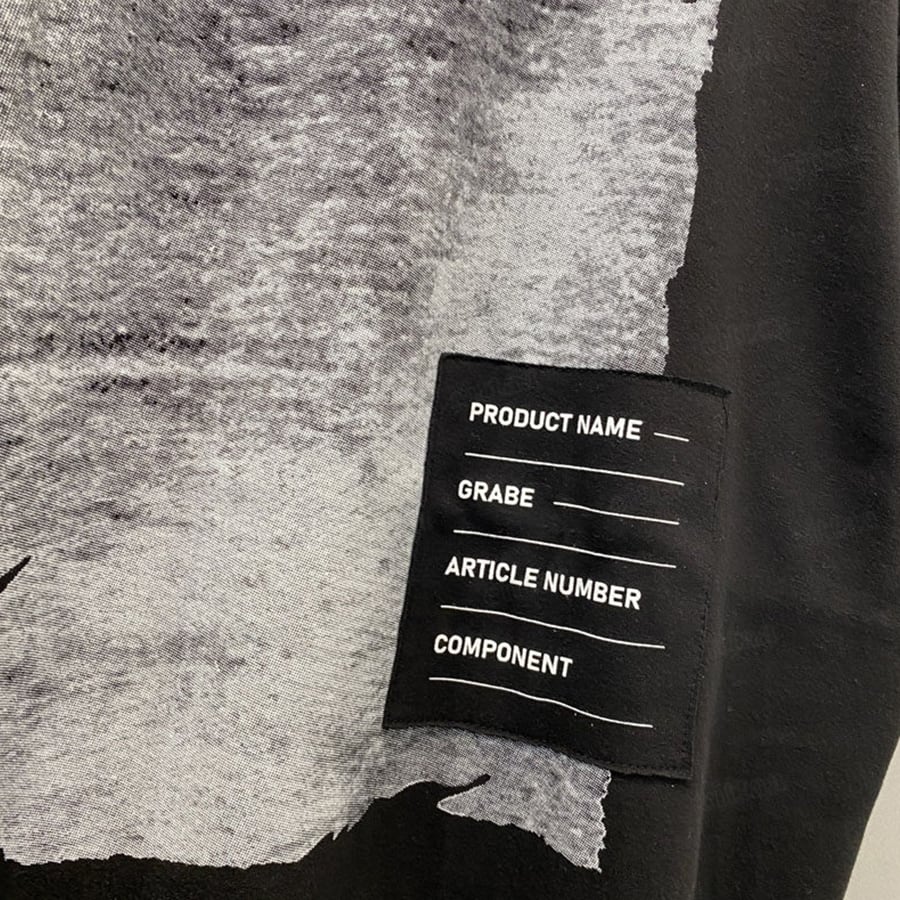 PRODUCT NAME
GRABE
ARTICLE NUMBER
COMPONENT